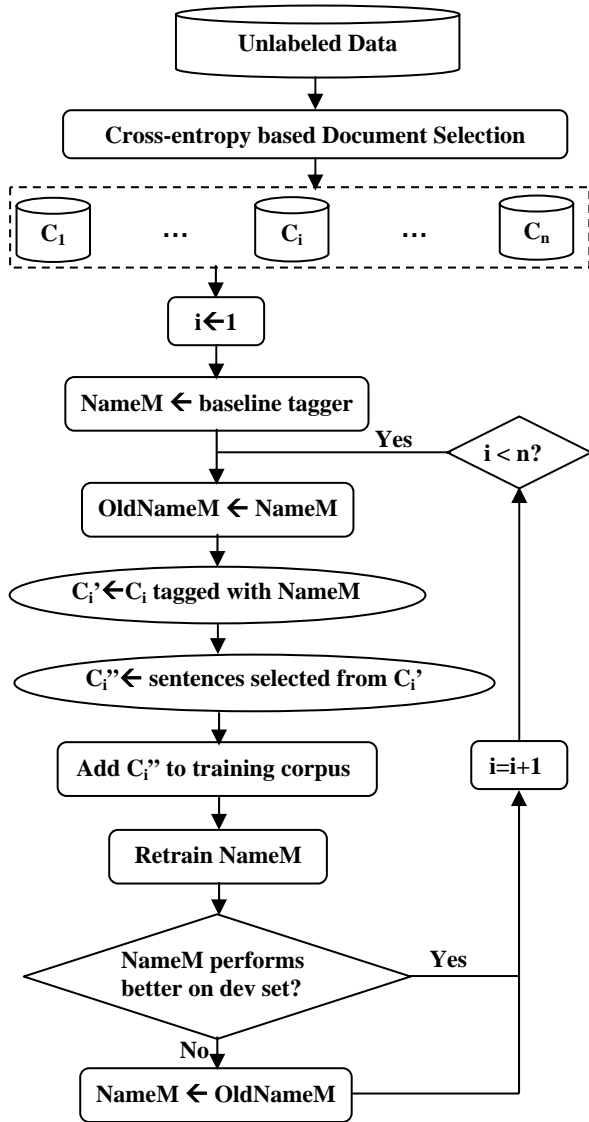 Unlabeled Data
Cross-entropy based Document Selection
C₁ ... Cᵢ ... Cₙ
i←1
NameM ← baseline tagger
Yes
i < n?
OldNameM ← NameM
Cᵢ’←Cᵢ tagged with NameM
Cᵢ’’← sentences selected from Cᵢ’
Add Cᵢ’’ to training corpus
i=i+1
Retrain NameM
NameM performs
better on dev set?
Yes
No
NameM ← OldNameM